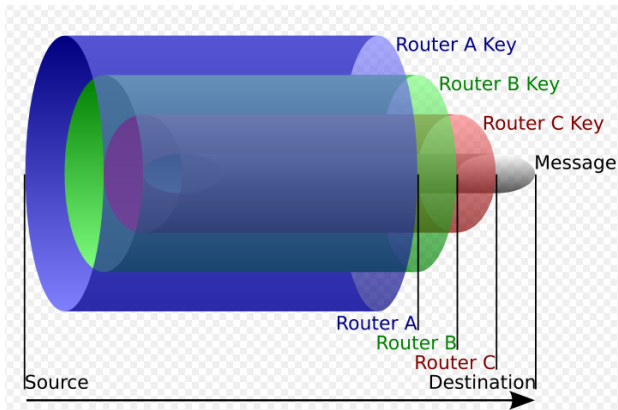 Router A Key
Router B Key
Router C Key
Message
Router A
Router B
Router C
Source
Destination